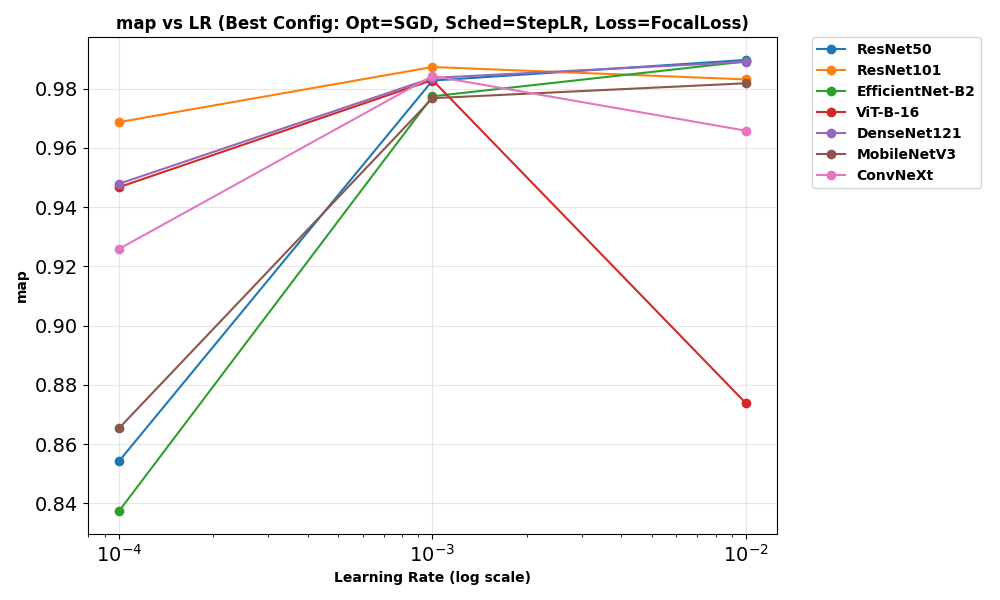 map vs LR (Best Config: Opt=SGD, Sched=StepLR, Loss=FocalLoss)
ResNet50
ResNet101
EfficientNet-B2
ViT-B-16
DenseNet121
MobileNetV3
ConvNeXt
map
0.98
0.96
0.94
0.92
0.90
0.88
0.86
0.84
10⁻⁴
10⁻³
10⁻²
Learning Rate (log scale)